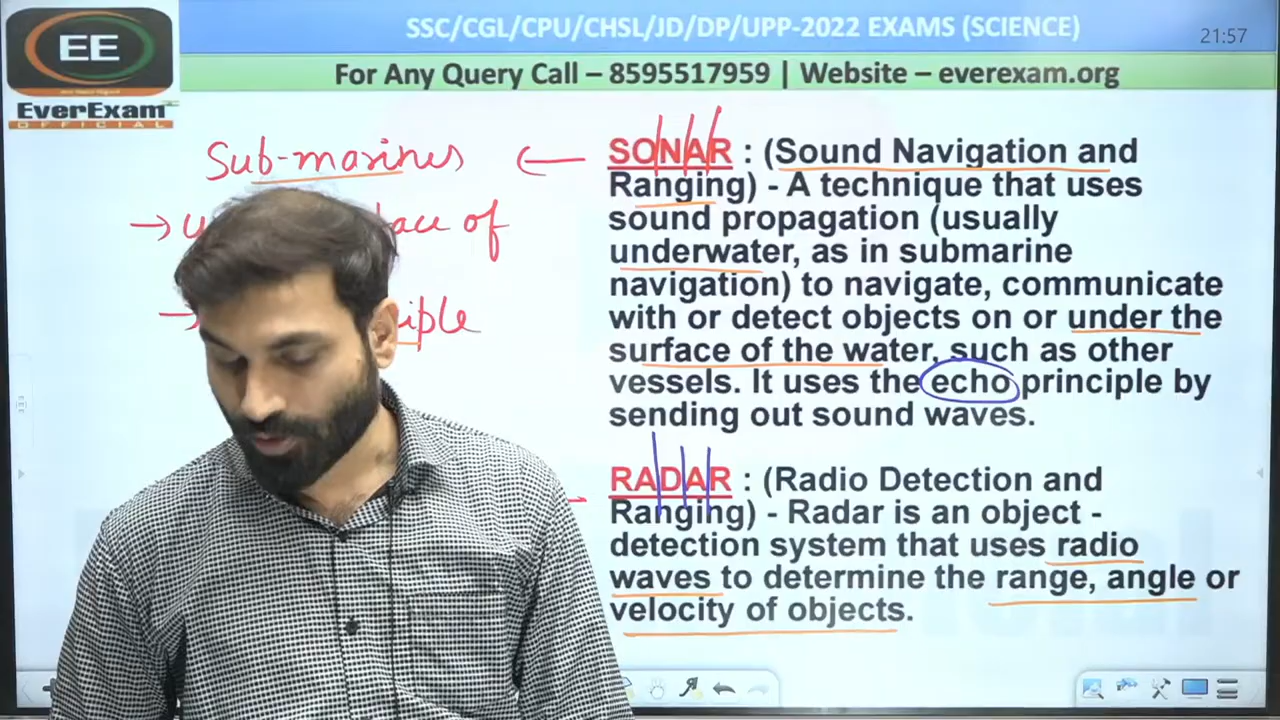 EE
EverExam
OFFICIAL
SSC/CGL/CPU/CHSL/JD/DP/UPP-2022 EXAMS (SCIENCE)
21:57
For Any Query Call – 8595517959 | Website – everexam.org
Sub-marines
of
SONAR : (Sound Navigation and
Ranging) - A technique that uses
sound propagation (usually
underwater, as in submarine
navigation) to navigate, communicate
with or detect objects on or under the
surface of the water, such as other
vessels. It uses the echo principle by
sending out sound waves.
RADAR : (Radio Detection and
Ranging) - Radar is an object -
detection system that uses radio
waves to determine the range, angle or
velocity of objects.